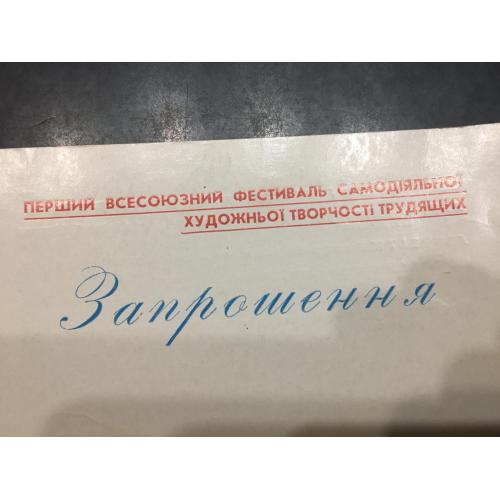 ПЕРШИЙ ВСЕСОЮЗНИЙ ФЕСТИВАЛЬ САМОДІЯЛЬНОЇ
ХУДОЖНЬОЇ ТВОРЧОСТІ ТРУДЯЩИХ
Запрошення